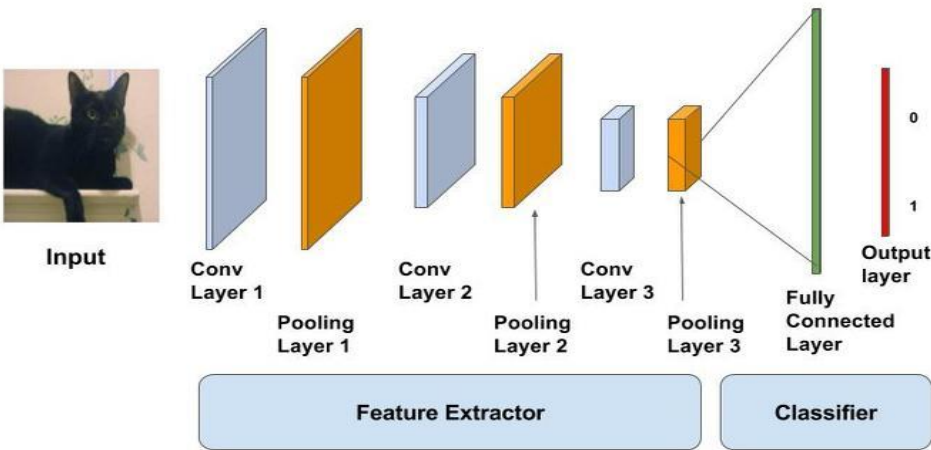 Input
Conv
Layer 1
Pooling
Layer 1
Conv
Layer 2
Pooling
Layer 2
Conv
Layer 3
Pooling
Layer 3
Fully
Connected
Layer
0
1
Output
layer
Feature Extractor
Classifier